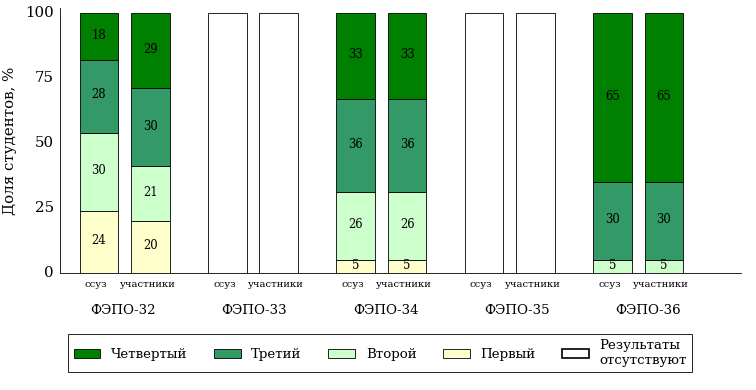 100
75
50
25
0
Доля студентов, %
18 29 33 33 65 65
28 30 36 36 30 30
30 21 26 26 5 5
24 20 5 5
ссуз участники ссуз участники ссуз участники ссуз участники ссуз участники
ФЭПО-32 ФЭПО-33 ФЭПО-34 ФЭПО-35 ФЭПО-36
Четвертый Третий Второй Первый Результаты
отсутствуют